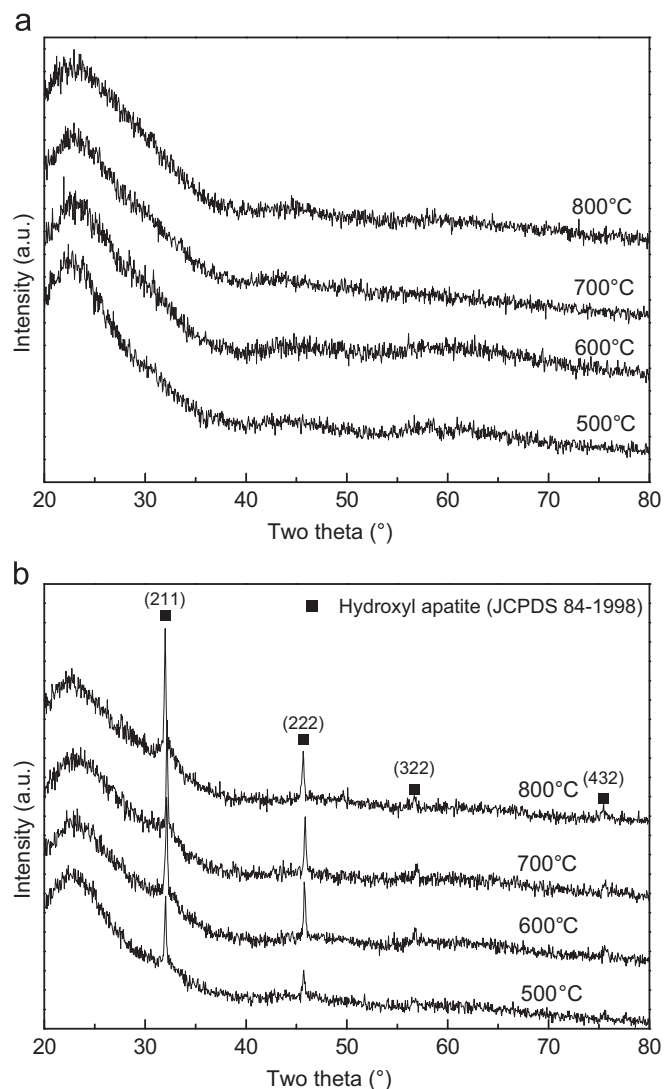 a
Intensity (a.u.)
800°C
700°C
600°C
500°C
20 30 40 50 60 70 80
Two theta (°)
b
(211)
■ Hydroxyl apatite (JCPDS 84-1998)
(222)
(322)
(432)
Intensity (a.u.)
800°C
700°C
600°C
500°C
20 30 40 50 60 70 80
Two theta (°)